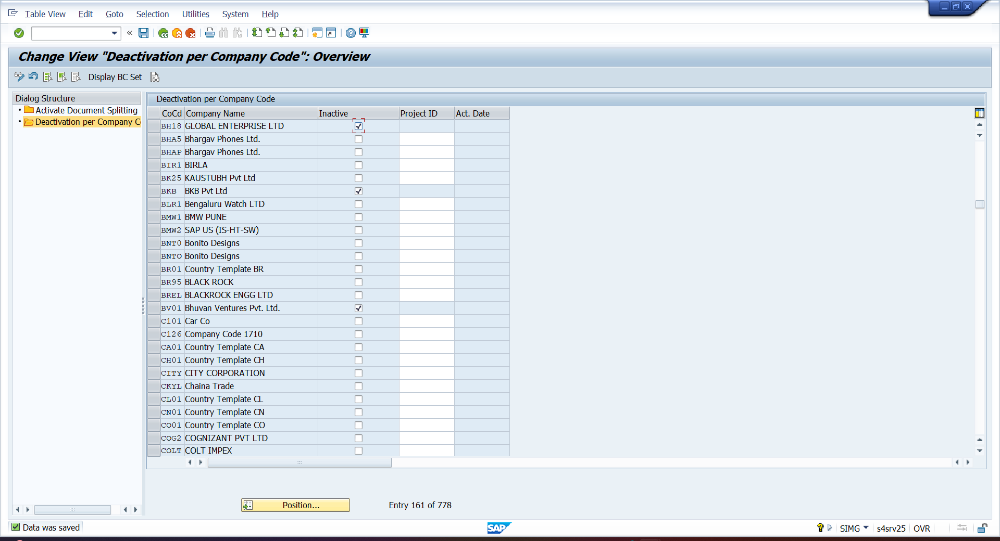 Table View Edit Goto Selection Utilities System Help
Change View "Deactivation per Company Code": Overview
Display BC Set
Dialog Structure
Activate Document Splitting
Deactivation per Company Co
Deactivation per Company Code
CoCd Company Name Inactive Project ID Act. Date
BH18 GLOBAL ENTERPRISE LTD
BHA5 Bhargav Phones Ltd.
BHAP Bhargav Phones Ltd.
BIR1 BIRLA
BK25 KAUSTUBH Pvt Ltd
BKB BKB Pvt Ltd
BLR1 Bengaluru Watch LTD
BMW1 BMW PUNE
BMW2 SAP US (IS-HT-SW)
BNT0 Bonito Designs
BNTO Bonito Designs
BR01 Country Template BR
BR95 BLACK ROCK
BREL BLACKROCK ENGG LTD
BV01 Bhuvan Ventures Pvt. Ltd.
C101 Car Co
C126 Company Code 1710
CA01 Country Template CA
CH01 Country Template CH
CITY CITY CORPORATION
CKYL Chaina Trade
CL01 Country Template CL
CN01 Country Template CN
CO01 Country Template CO
COG2 COGNIZANT PVT LTD
COLT COLT IMPEX
Position... Entry 161 of 778
Data was saved SAP SIMG s4srv25 OVR